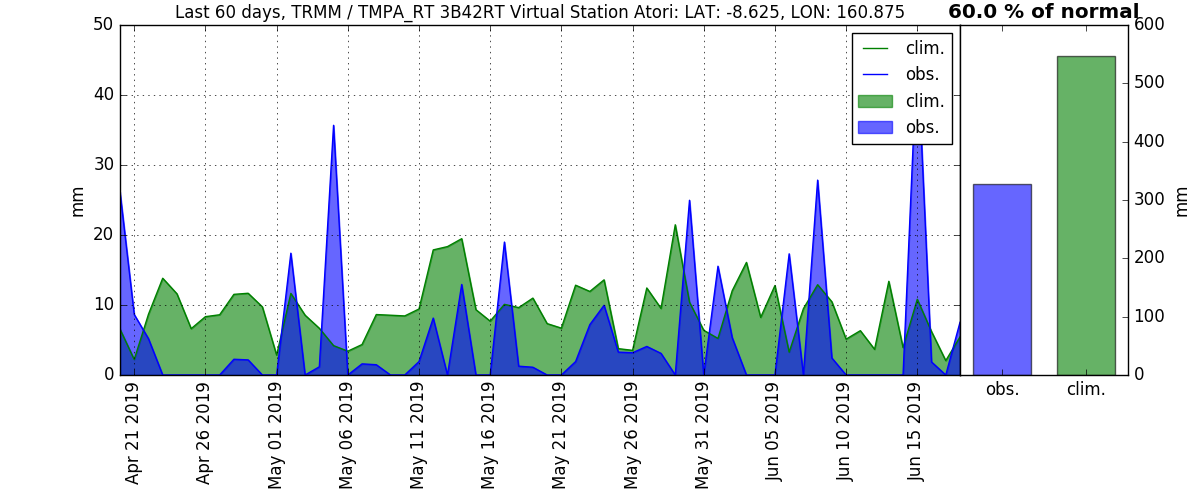 Last 60 days, TRMM / TMPA_RT 3B42RT Virtual Station Atori: LAT: -8.625, LON: 160.875
60.0 % of normal
50
40
30
20
10
0
mm
clim.
obs.
clim.
obs.
600
500
400
300
200
100
0
mm
Apr 21 2019
Apr 26 2019
May 01 2019
May 06 2019
May 11 2019
May 16 2019
May 21 2019
May 26 2019
May 31 2019
Jun 05 2019
Jun 10 2019
Jun 15 2019
obs.
clim.